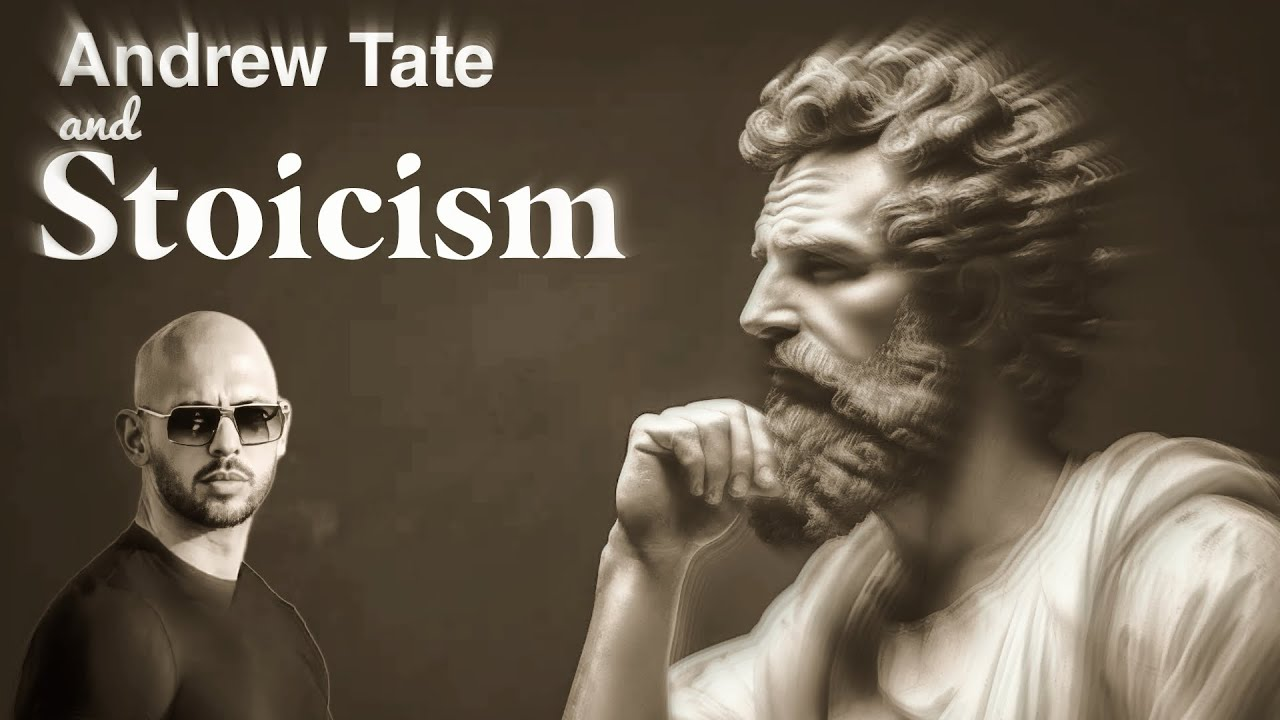 Andrew Tate
and
Stoicism